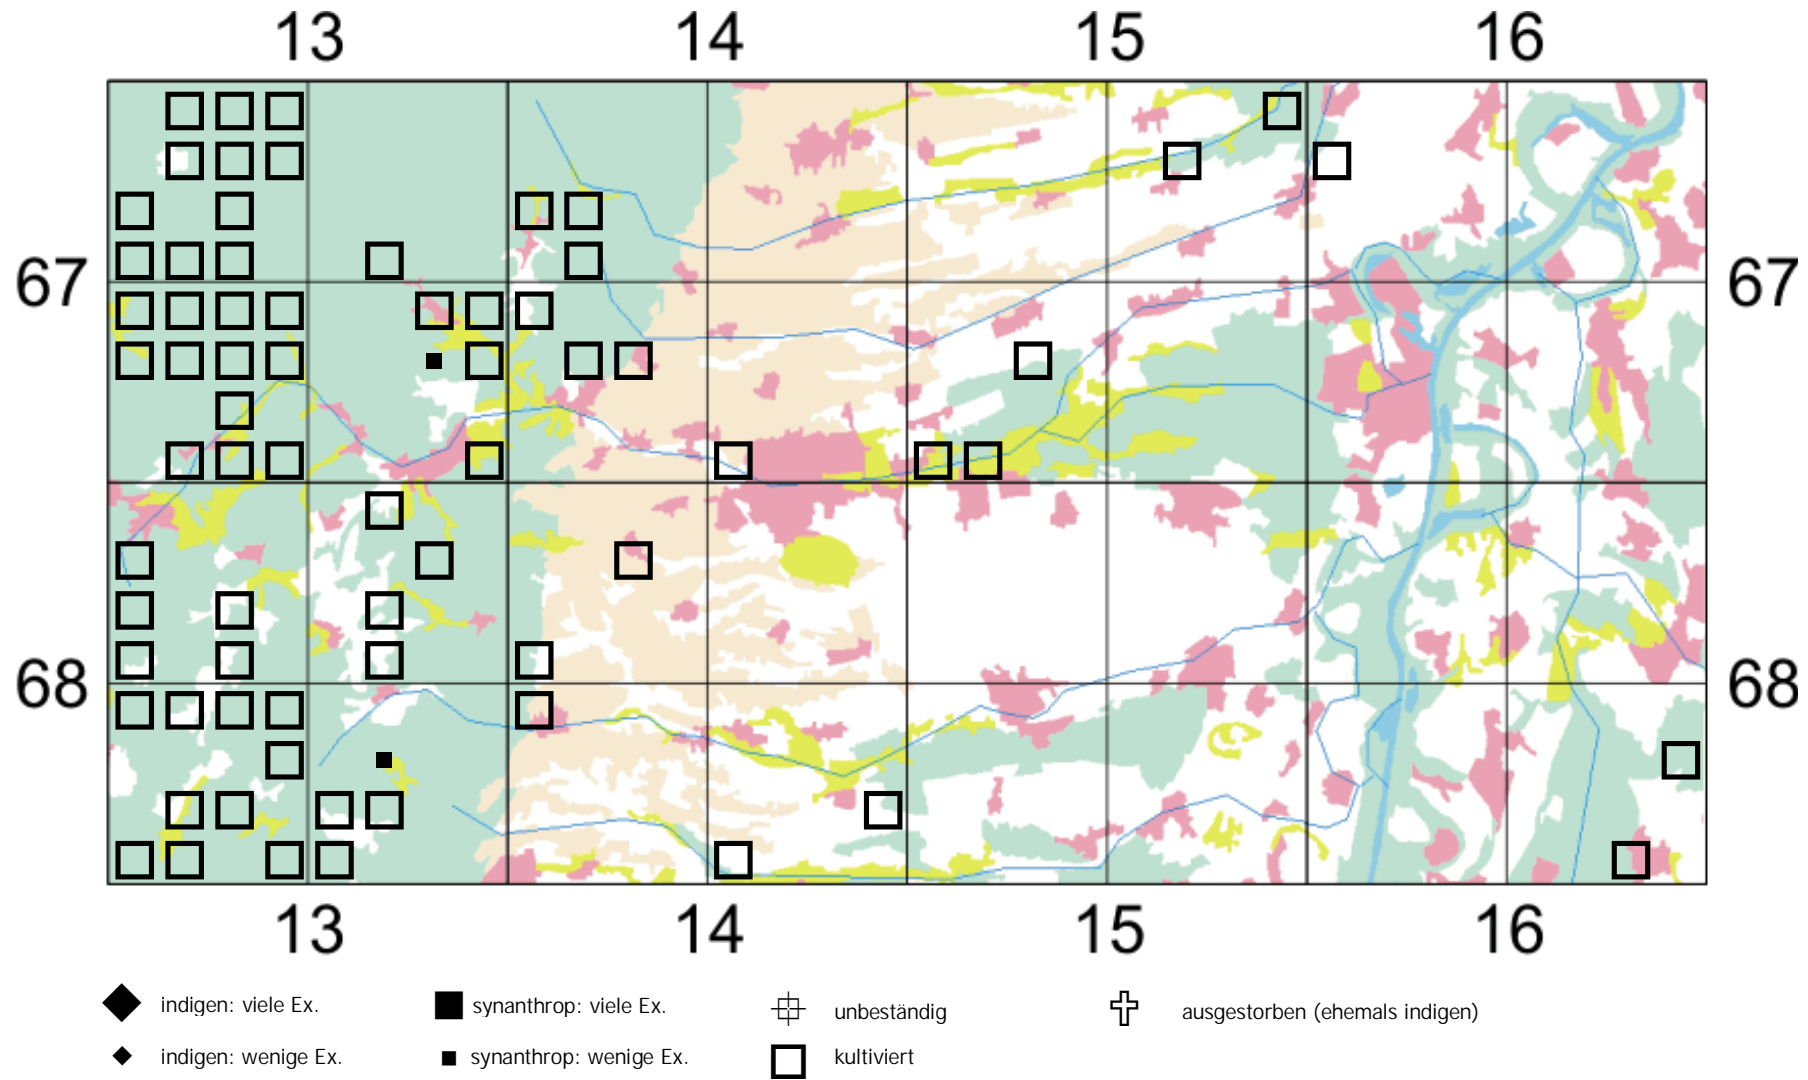 13 14 15 16
67 67
68 68
13 14 15 16
indigen: viele Ex. synanthrop: viele Ex. unbeständig ausgestorben (ehemals indigen)
indigen: wenige Ex. synanthrop: wenige Ex. kultiviert